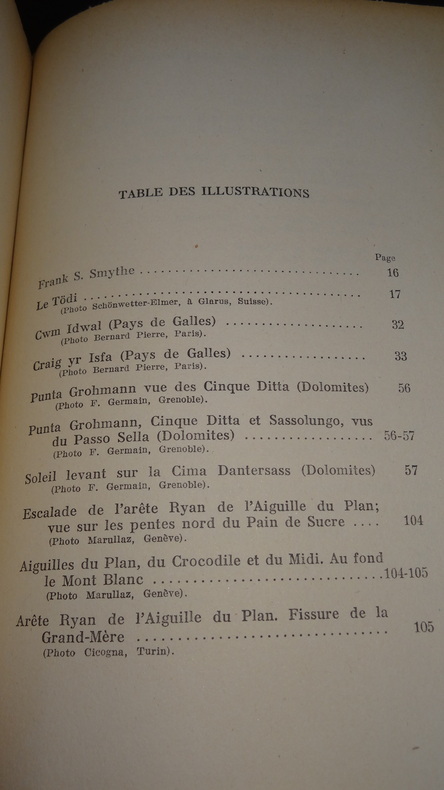 TABLE DES ILLUSTRATIONS
Page
Frank S. Smythe ................................ 16
Le Tödi ........................................ 17
(Photo Schönwetter-Elmer, à Glarus, Suisse).
Cwm Idwal (Pays de Galles) .................... 32
(Photo Bernard Pierre, Paris).
Craig yr Isfa (Pays de Galles) .................. 33
(Photo Bernard Pierre, Paris).
Punta Grohmann vue des Cinque Ditta (Dolomites) 56
(Photo F. Germain, Grenoble).
Punta Grohmann, Cinque Ditta et Sassolungo, vus
du Passo Sella (Dolomites) ................. 56-57
(Photo F. Germain, Grenoble).
Soleil levant sur la Cima Dantersass (Dolomites) 57
(Photo F. Germain, Grenoble).
Escalade de l'arête Ryan de l'Aiguille du Plan;
vue sur les pentes nord du Pain de Sucre .... 104
(Photo Marullaz, Genève).
Aiguilles du Plan, du Crocodile et du Midi. Au fond
le Mont Blanc ..............................104-105
(Photo Marullaz, Genève).
Arête Ryan de l'Aiguille du Plan. Fissure de la
Grand-Mère ................................ 105
(Photo Cicogna, Turin).